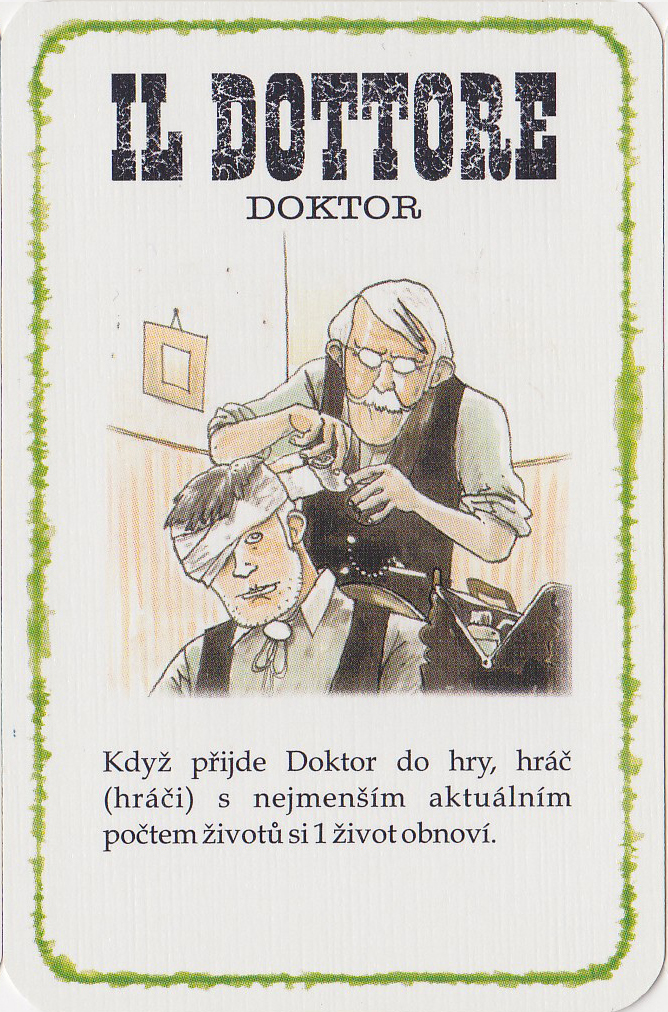 IL DOTTORE
DOKTOR
Když přijde Doktor do hry, hráč
(hráči) s nejmenším aktuálním
počtem životů si 1 život obnoví.